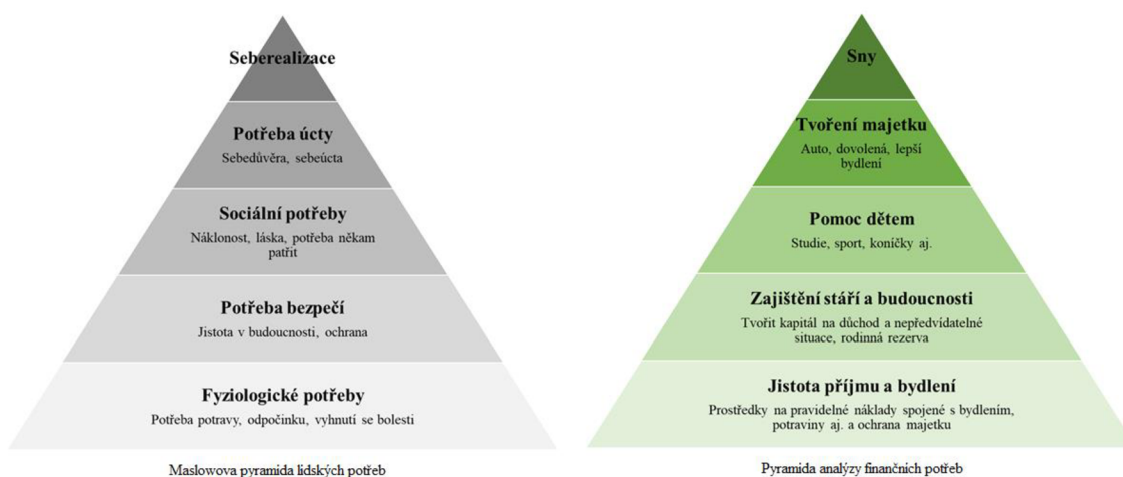 Seberealizace
Potřeba úcty
Sebedůvěra, sebeúcta
Sociální potřeby
Náklonost, láska, potřeba někam
patřit
Potřeba bezpečí
Jistota v budoucnosti, ochrana
Fyziologické potřeby
Potřeba potravy, odpočinku, vyhnutí se bolesti
Maslowova pyramida lidských potřeb
Sny
Tvoření majetku
Auto, dovolená, lepší
bydlení
Pomoc dětem
Studie, sport, koníčky aj.
Zajištění stáří a budoucnosti
Tvořit kapitál na důchod a nepředvídatelné
situace, rodinná rezerva
Jistota příjmu a bydlení
Prostředky na pravidelné náklady spojené s bydlením,
potraviny aj. a ochrana majetku
Pyramida analýzy finančních potřeb